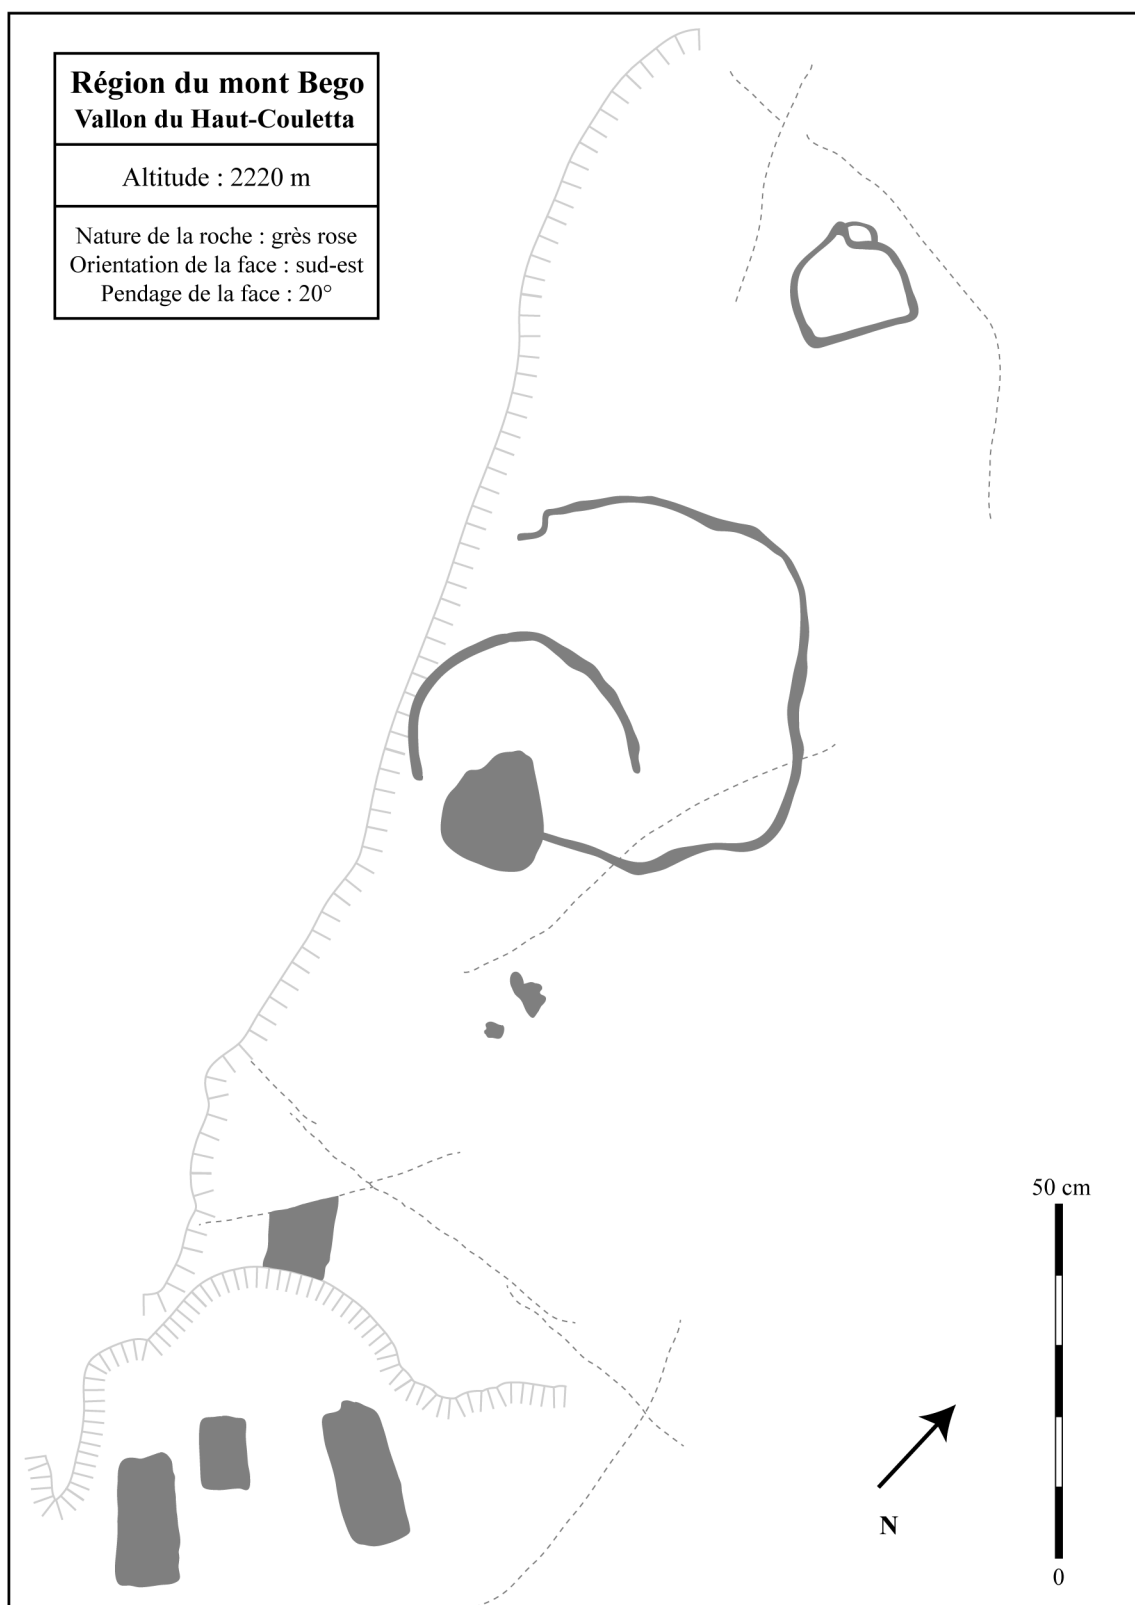 Région du mont Bego
Vallon du Haut-Couletta
Altitude : 2220 m
Nature de la roche : grès rose
Orientation de la face : sud-est
Pendage de la face : 20°
50 cm
N
0